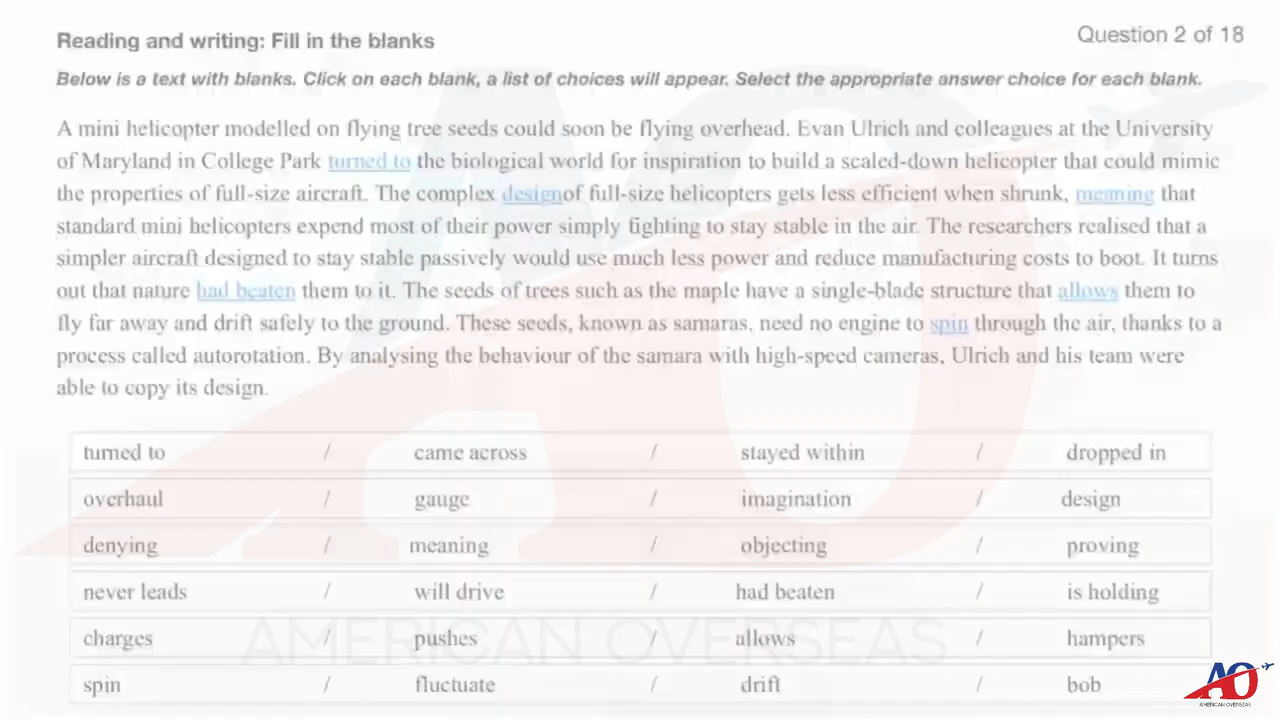 Reading and writing: Fill in the blanks
Question 2 of 18
Below is a text with blanks. Click on each blank, a list of choices will appear. Select the appropriate answer choice for each blank.
A mini helicopter modelled on flying tree seeds could soon be flying overhead. Evan Ulrich and colleagues at the University
of Maryland in College Park turned to the biological world for inspiration to build a scaled-down helicopter that could mimic
the properties of full-size aircraft. The complex designof full-size helicopters gets less efficient when shrunk, meaning that
standard mini helicopters expend most of their power simply fighting to stay stable in the air. The researchers realised that a
simpler aircraft designed to stay stable passively would use much less power and reduce manufacturing costs to boot. It turns
out that nature had beaten them to it. The seeds of trees such as the maple have a single-blade structure that allows them to
fly far away and drift safely to the ground. These seeds, known as samaras, need no engine to spin through the air, thanks to a
process called autorotation. By analysing the behaviour of the samara with high-speed cameras, Ulrich and his team were
able to copy its design.
turned to / came across / stayed within / dropped in
overhaul / gauge / imagination / design
denying / meaning / objecting / proving
never leads / will drive / had beaten / is holding
charges / pushes / allows / hampers
spin / fluctuate / drift / bob
AMERICAN OVERSEAS
AO
AMERICAN OVERSEAS